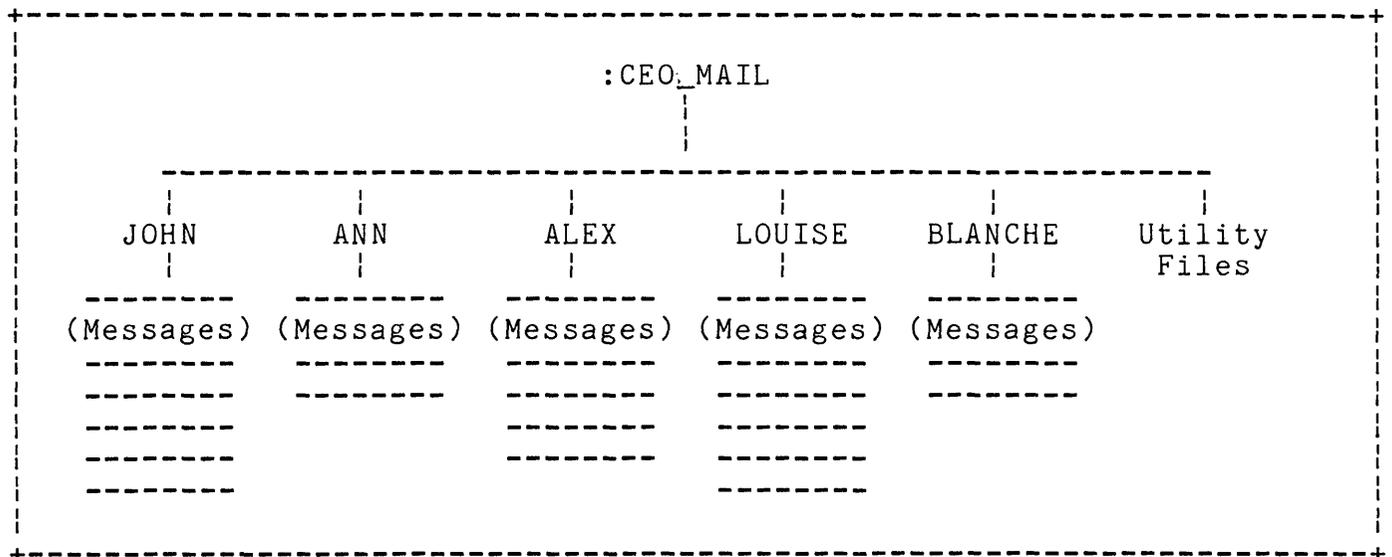 :CEO_MAIL
JOHN ANN ALEX LOUISE BLANCHE Utility
Files
(Messages) (Messages) (Messages) (Messages) (Messages)